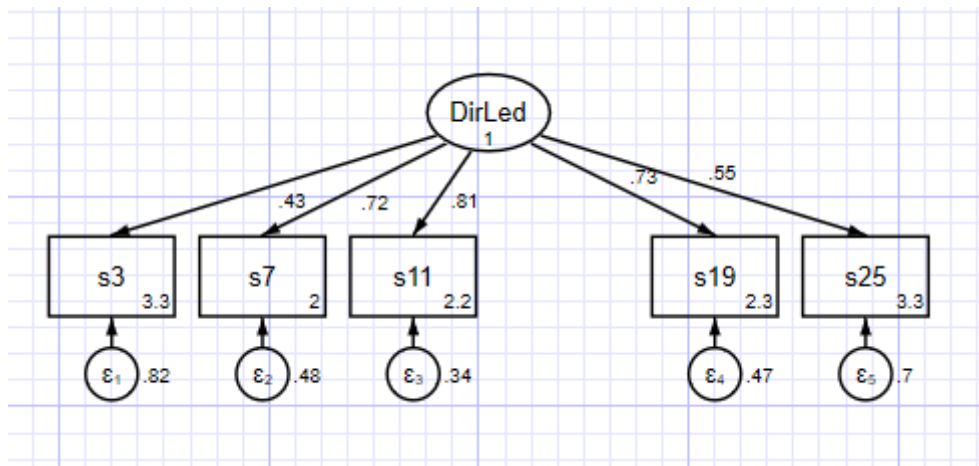 DirLed
1
.43
.72
.81
.73
.55
s3
3.3
s7
2
s11
2.2
s19
2.3
s25
3.3
ε₁ .82
ε₂ .48
ε₃ .34
ε₄ .47
ε₅ .7